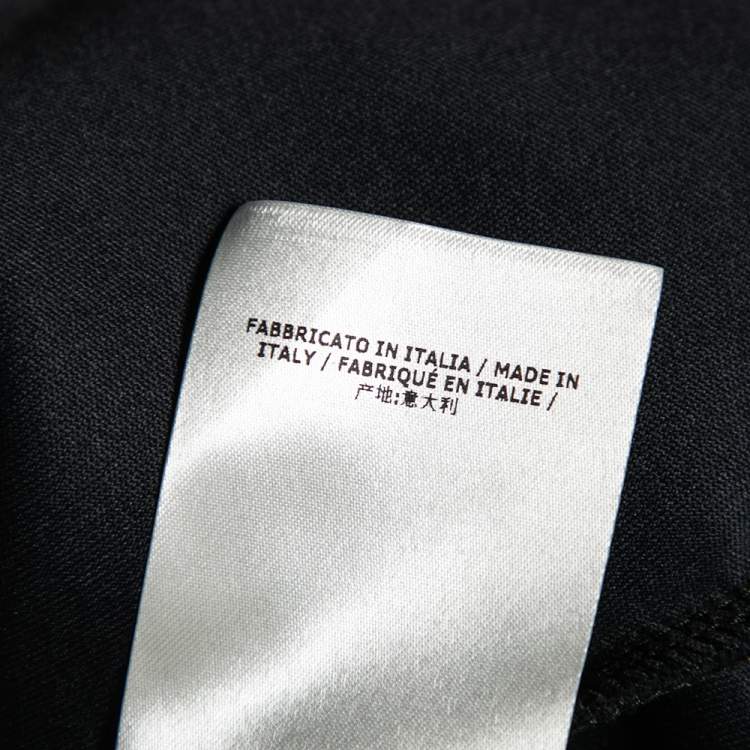 FABBRICATO IN ITALIA / MADE IN
ITALY / FABRIQUÉ EN ITALIE /
产地:意大利